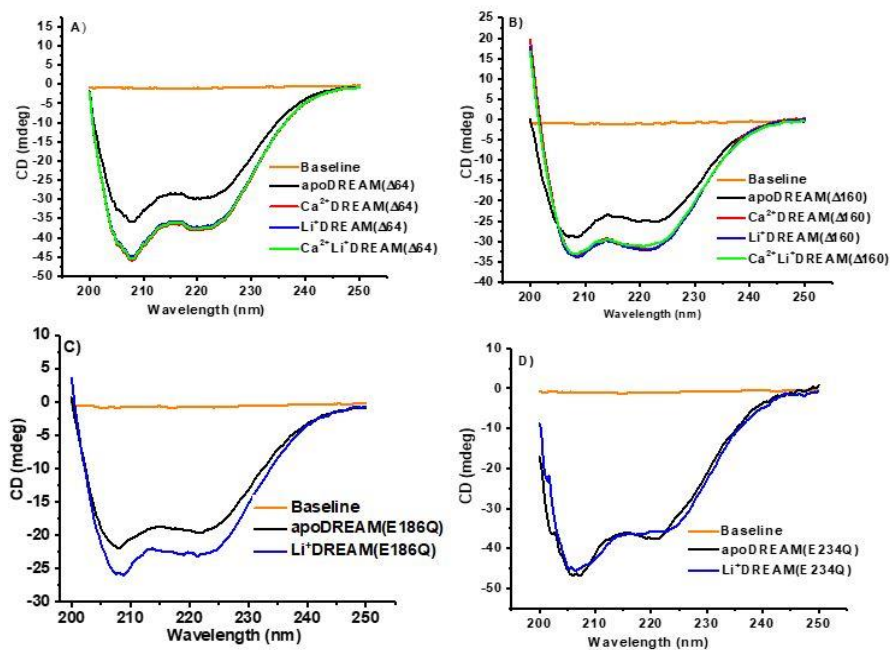 A)
5
0
-5
-10
-15
-20
-25
-30
-35
-40
-45
-50
CD (mdeg)
Baseline
apoDREAM(Δ64)
Ca²⁺DREAM(Δ64)
Li⁺DREAM(Δ64)
Ca²⁺Li⁺DREAM(Δ64)
200 210 220 230 240 250
Wavelength (nm)
B)
25
20
15
10
5
0
-5
-10
-15
-20
-25
-30
-35
-40
CD (mdeg)
Baseline
apoDREAM(Δ160)
Ca²⁺DREAM(Δ160)
Li⁺DREAM(Δ160)
Ca²⁺Li⁺DREAM(Δ160)
200 210 220 230 240 250
Wavelength (nm)
C)
10
5
0
-5
-10
-15
-20
-25
-30
CD (mdeg)
Baseline
apoDREAM(E186Q)
Li⁺DREAM(E186Q)
200 210 220 230 240 250
Wavelength (nm)
D)
10
0
-10
-20
-30
-40
-50
CD (mdeg)
Baseline
apoDREAM(E234Q)
Li⁺DREAM(E234Q)
200 210 220 230 240 250
Wavelength (nm)